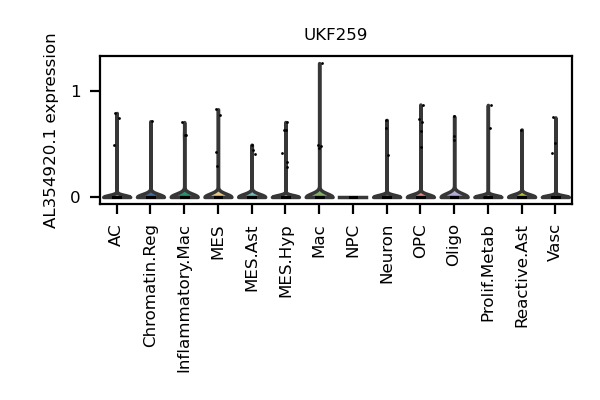 UKF259
AL354920.1 expression
1
0
AC
Chromatin.Reg
Inflammatory.Mac
MES
MES.Ast
MES.Hyp
Mac
NPC
Neuron
OPC
Oligo
Prolif.Metab
Reactive.Ast
Vasc